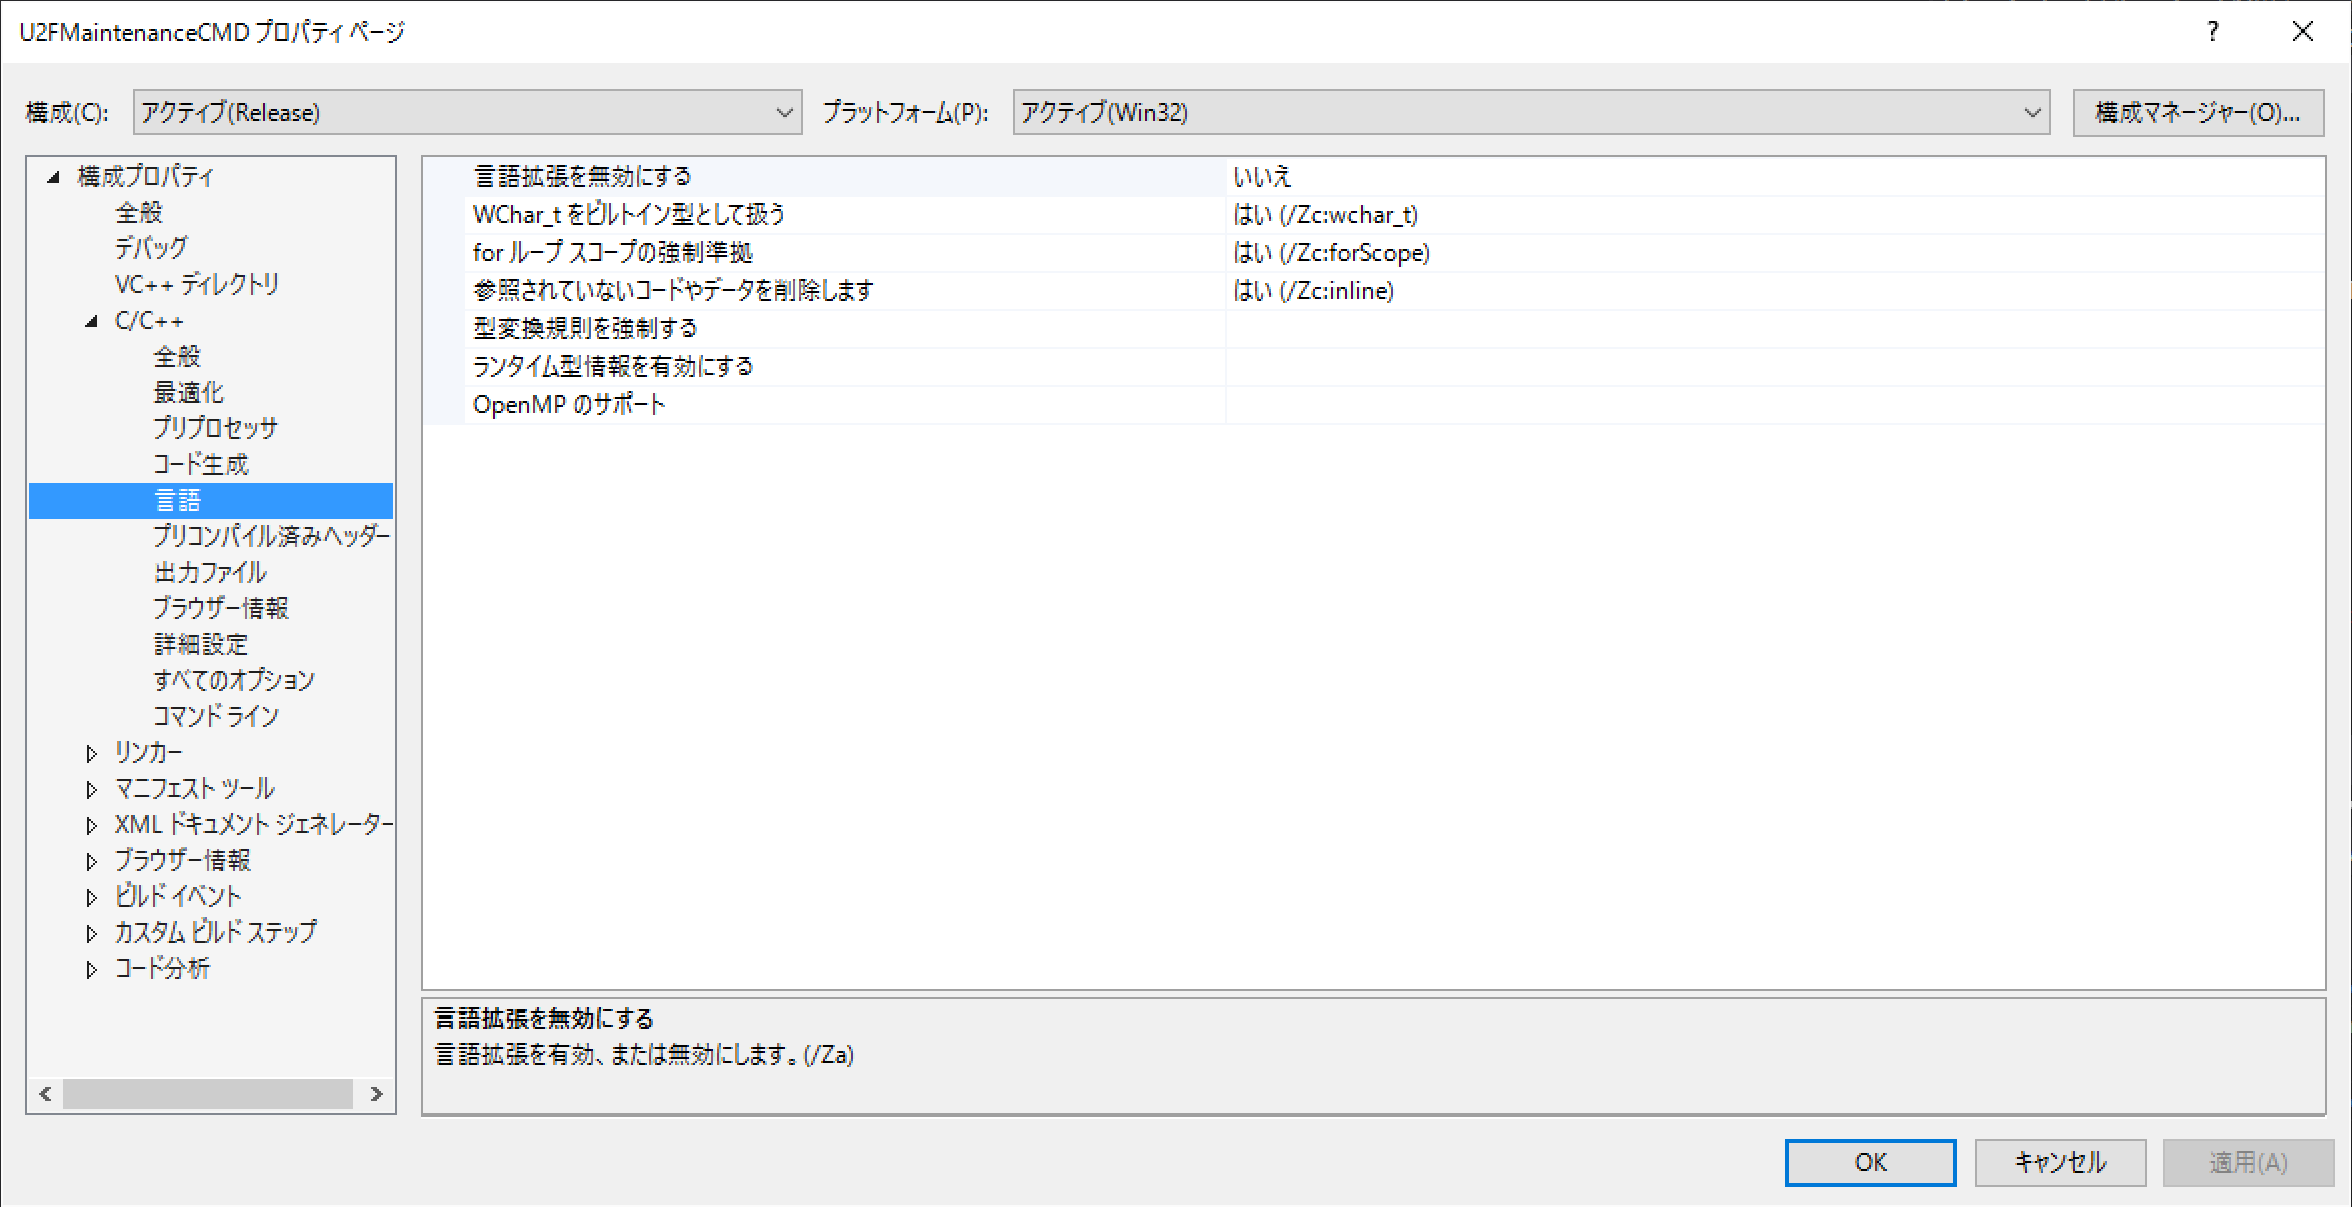 U2FMaintenanceCMD プロパティ ページ
?
構成(C):
アクティブ(Release)
プラットフォーム(P):
アクティブ(Win32)
構成マネージャー(O)...
構成プロパティ
全般
デバッグ
VC++ ディレクトリ
C/C++
全般
最適化
プリプロセッサ
コード生成
言語
プリコンパイル済みヘッダー
出力ファイル
ブラウザー情報
詳細設定
すべてのオプション
コマンド ライン
リンカー
マニフェスト ツール
XML ドキュメント ジェネレーター
ブラウザー情報
ビルド イベント
カスタム ビルド ステップ
コード分析
言語拡張を無効にする いいえ
WChar_t をビルトイン型として扱う はい (/Zc:wchar_t)
for ループ スコープの強制準拠 はい (/Zc:forScope)
参照されていないコードやデータを削除します はい (/Zc:inline)
型変換規則を強制する
ランタイム型情報を有効にする
OpenMP のサポート
言語拡張を無効にする
言語拡張を有効、または無効にします。(/Za)
OK
キャンセル
適用(A)